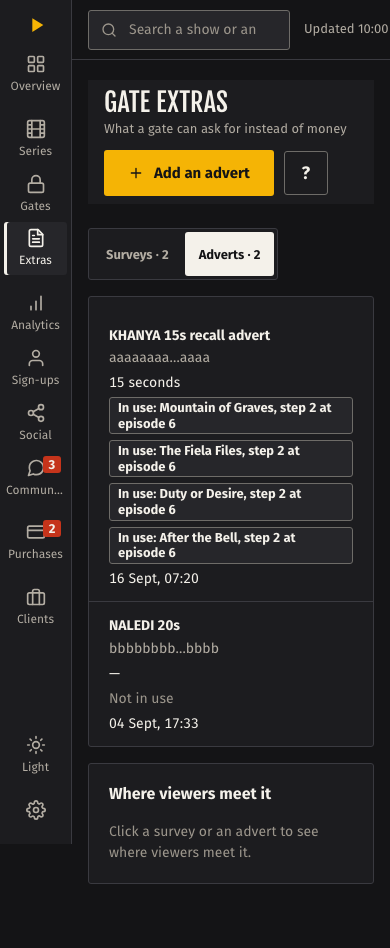 Search a show or an
Updated 10:00
Overview
Series
Gates
Extras
Analytics
Sign-ups
Social
3
Commun...
2
Purchases
Clients
Light
GATE EXTRAS
What a gate can ask for instead of money
+ Add an advert
?
Surveys · 2
Adverts · 2
KHANYA 15s recall advert
aaaaaaaa...aaaa
15 seconds
In use: Mountain of Graves, step 2 at
episode 6
In use: The Fiela Files, step 2 at
episode 6
In use: Duty or Desire, step 2 at
episode 6
In use: After the Bell, step 2 at
episode 6
16 Sept, 07:20
NALEDI 20s
bbbbbbbb...bbbb
—
Not in use
04 Sept, 17:33
Where viewers meet it
Click a survey or an advert to see
where viewers meet it.